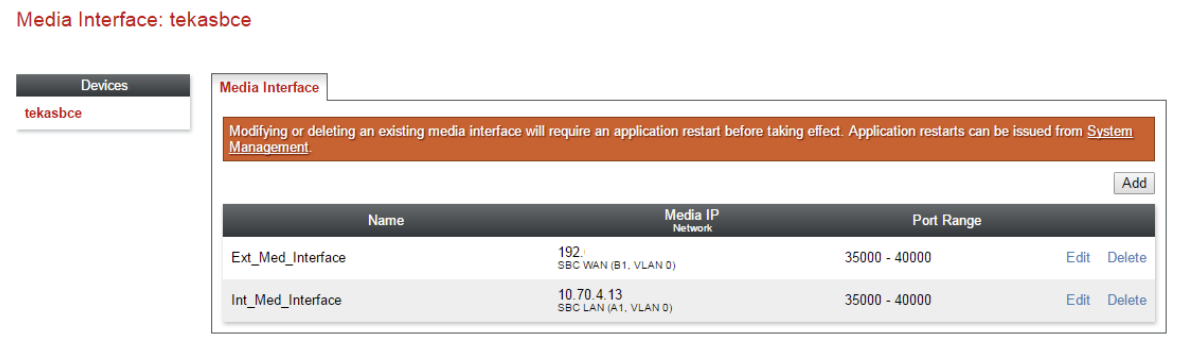 Media Interface: tekasbce
Devices
tekasbce
Media Interface
Modifying or deleting an existing media interface will require an application restart before taking effect. Application restarts can be issued from System
Management.
Add
Name Media IP Port Range
Network
Ext_Med_Interface 192. 35000 - 40000 Edit Delete
SBC WAN (B1, VLAN 0)
Int_Med_Interface 10.70.4.13 35000 - 40000 Edit Delete
SBC LAN (A1, VLAN 0)